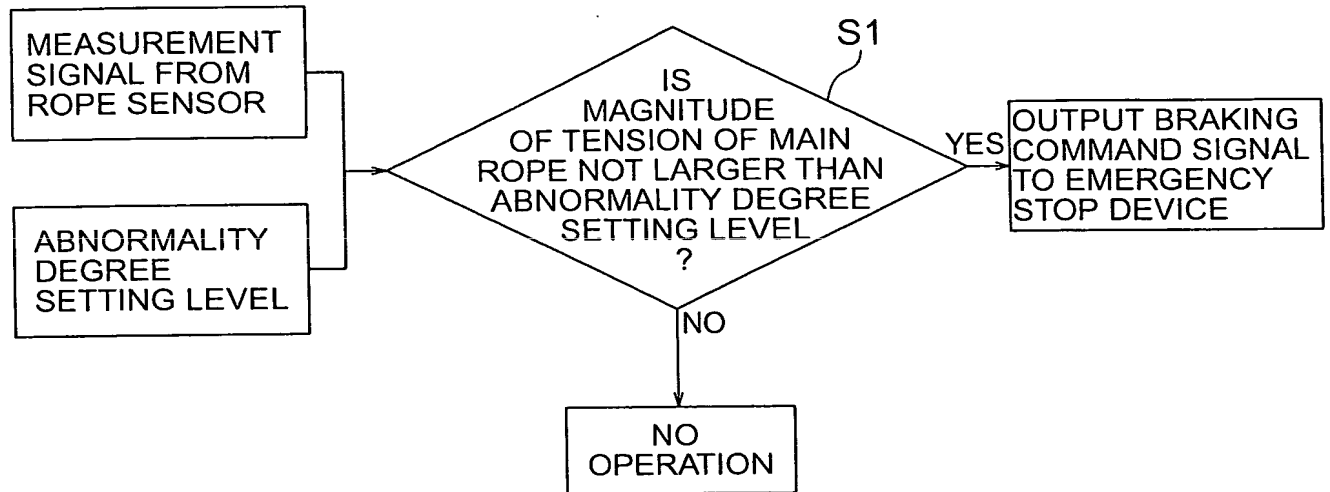 MEASUREMENT
SIGNAL FROM
ROPE SENSOR
ABNORMALITY
DEGREE
SETTING LEVEL
S1
IS
MAGNITUDE
OF TENSION OF MAIN
ROPE NOT LARGER THAN
ABNORMALITY DEGREE
SETTING LEVEL
?
YES
OUTPUT BRAKING
COMMAND SIGNAL
TO EMERGENCY
STOP DEVICE
NO
NO
OPERATION